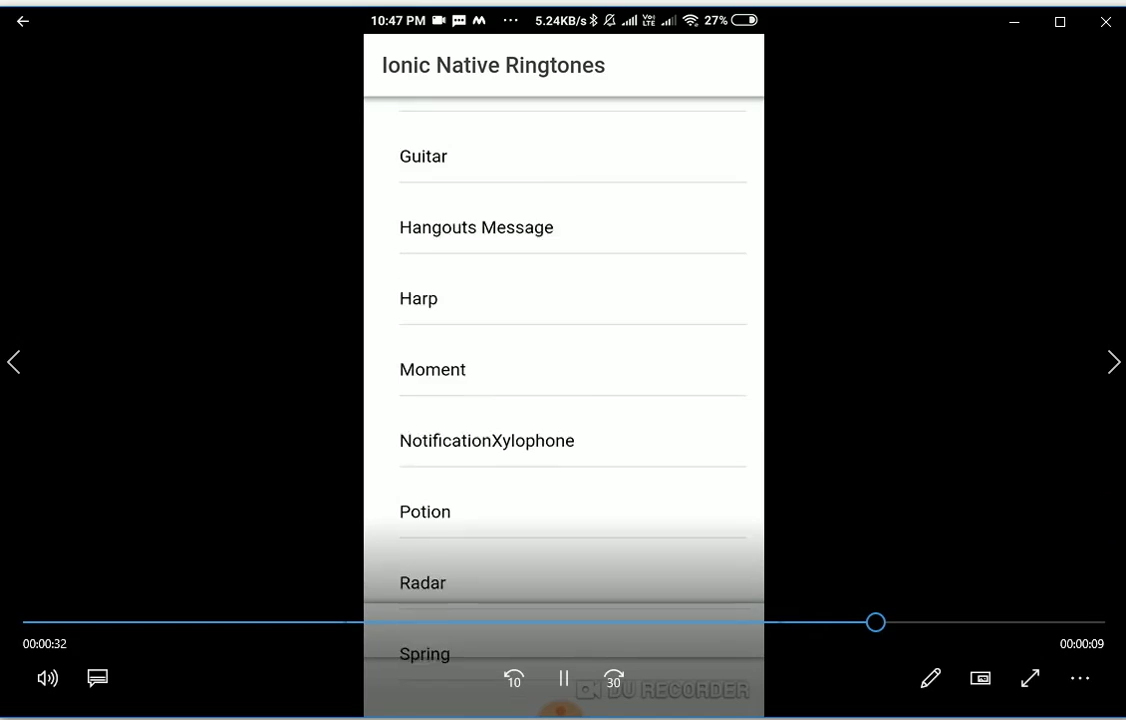 10:47 PM ... 5.24KB/s VoLTE 27%
Ionic Native Ringtones
Guitar
Hangouts Message
Harp
Moment
NotificationXylophone
Potion
Radar
Spring
00:00:32 00:00:09
10 30
DU RECORDER